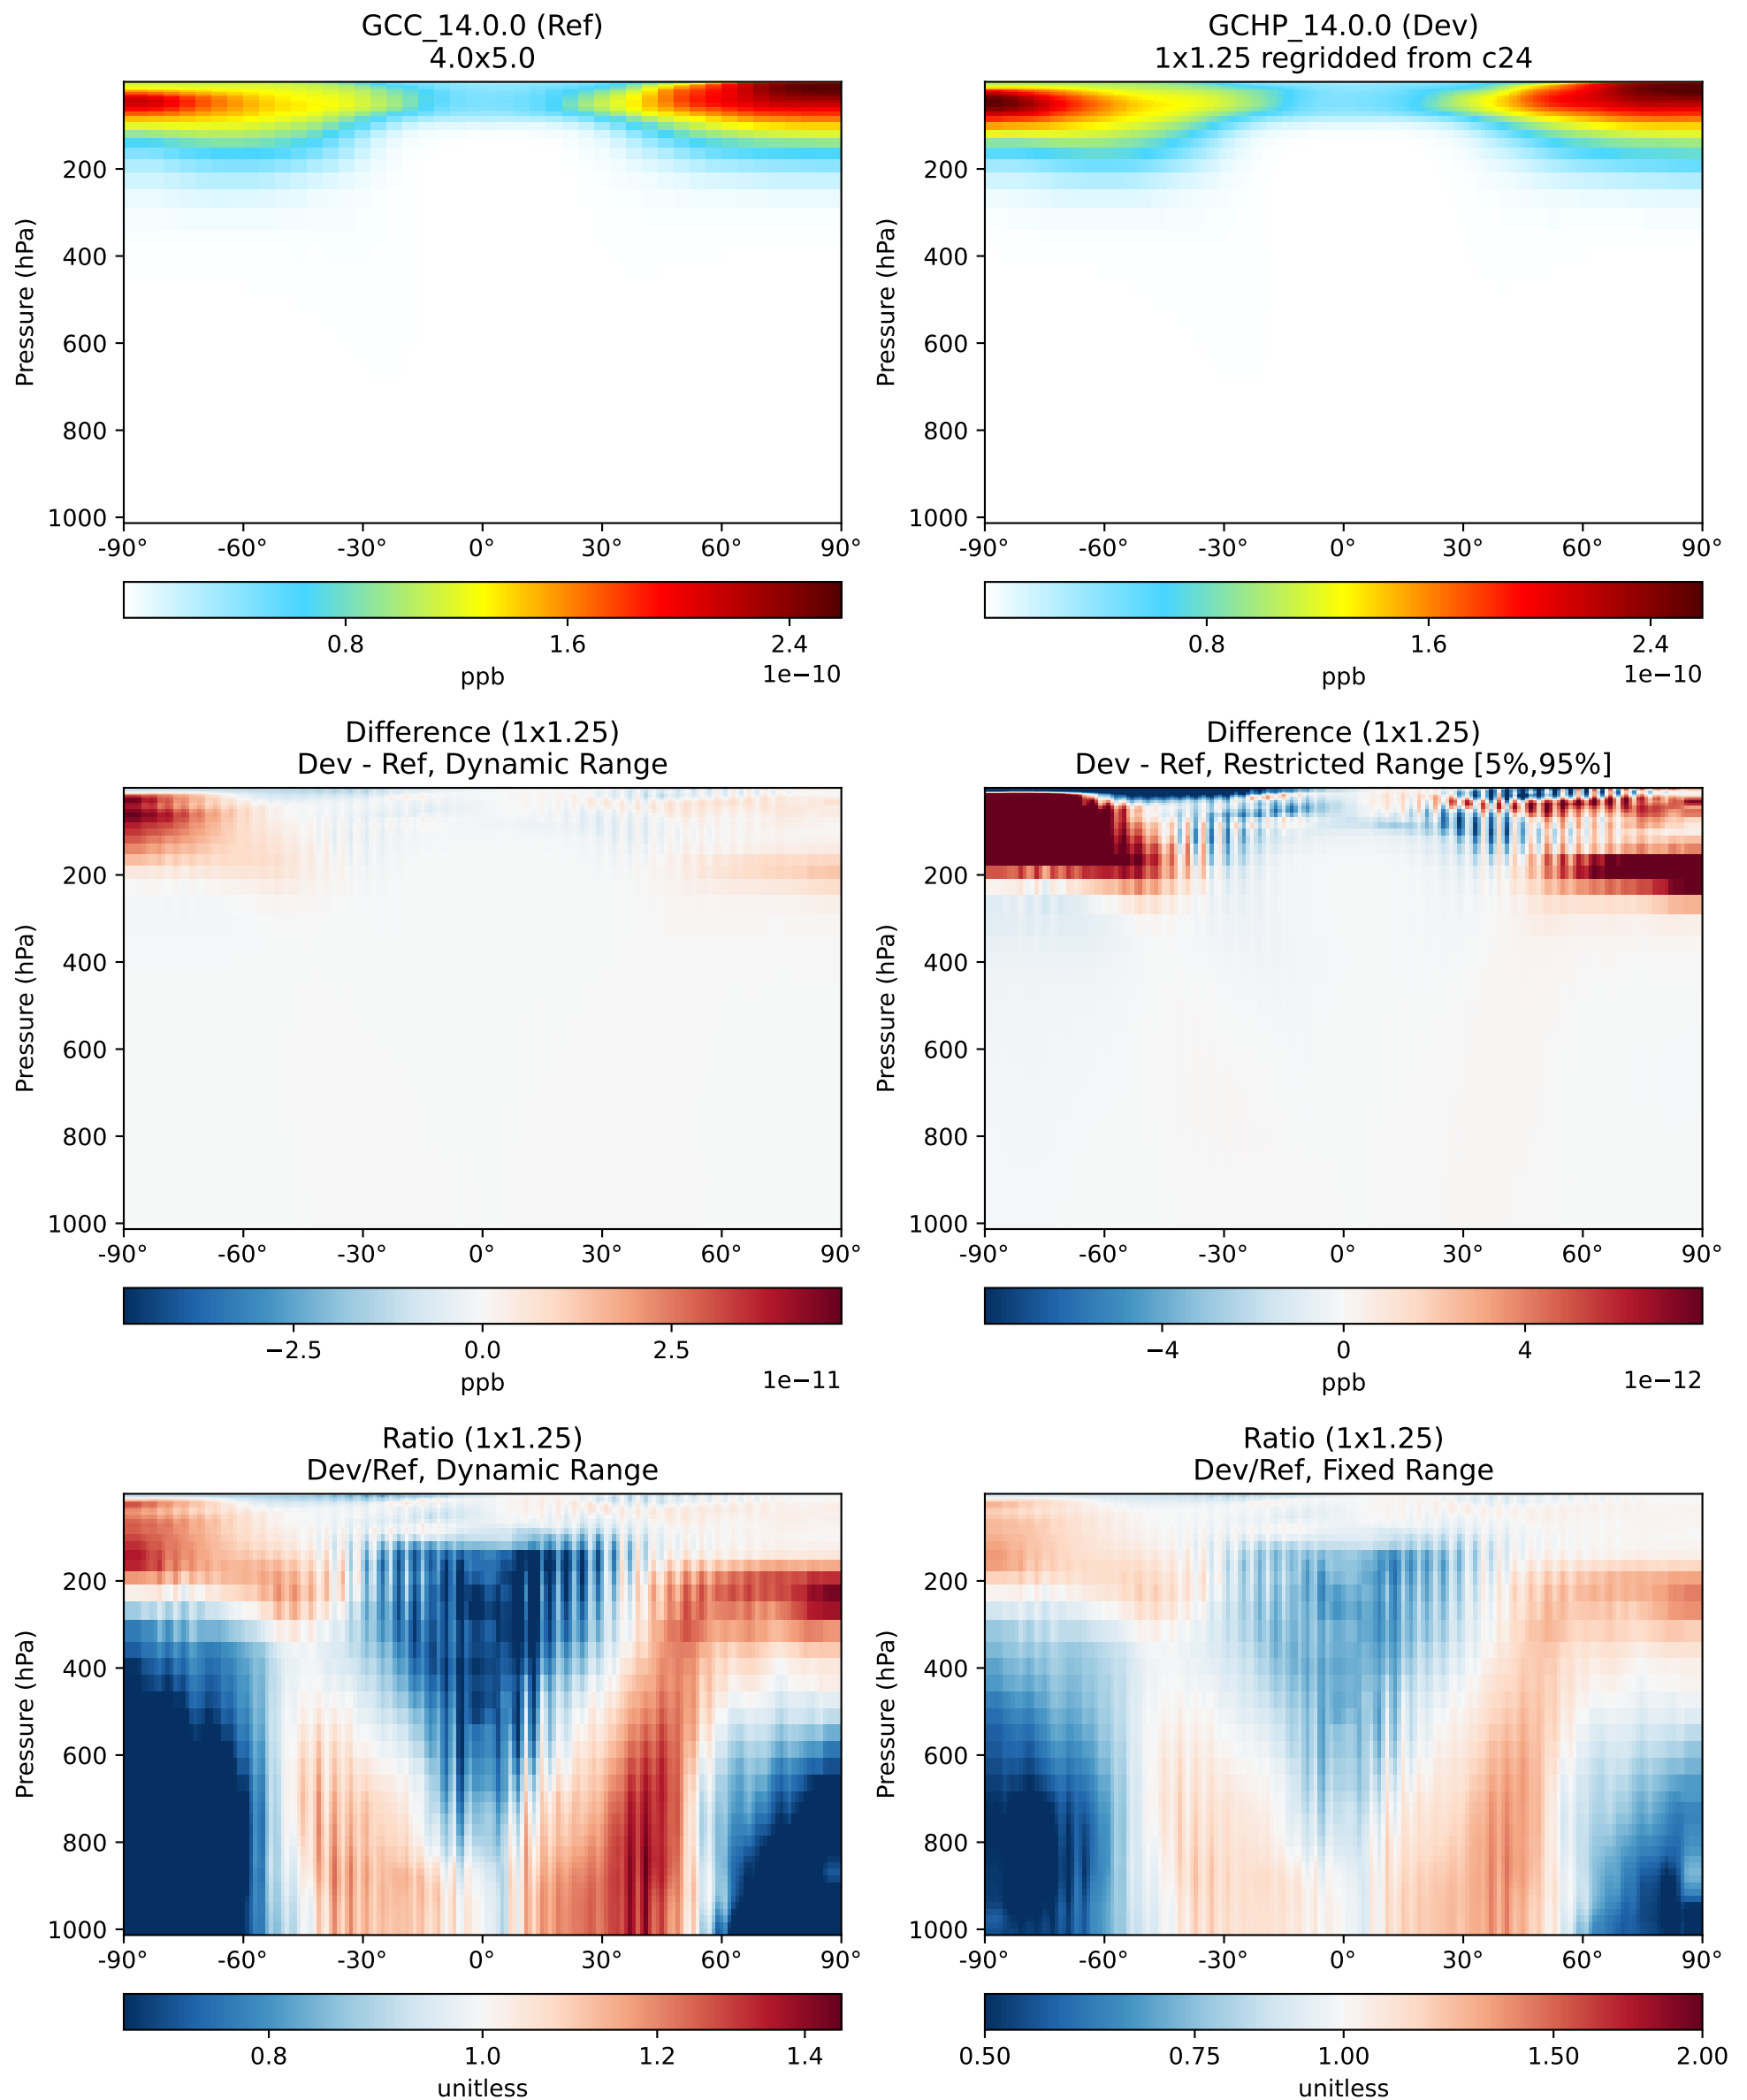 GCC_14.0.0 (Ref)
4.0x5.0
Pressure (hPa)
200
400
600
800
1000
-90° -60° -30° 0° 30° 60° 90°
0.8 1.6 2.4
1e−10
ppb
GCHP_14.0.0 (Dev)
1x1.25 regridded from c24
Pressure (hPa)
200
400
600
800
1000
-90° -60° -30° 0° 30° 60° 90°
0.8 1.6 2.4
1e−10
ppb
Difference (1x1.25)
Dev - Ref, Dynamic Range
Pressure (hPa)
200
400
600
800
1000
-90° -60° -30° 0° 30° 60° 90°
−2.5 0.0 2.5
1e−11
ppb
Difference (1x1.25)
Dev - Ref, Restricted Range [5%,95%]
Pressure (hPa)
200
400
600
800
1000
-90° -60° -30° 0° 30° 60° 90°
−4 0 4
1e−12
ppb
Ratio (1x1.25)
Dev/Ref, Dynamic Range
Pressure (hPa)
200
400
600
800
1000
-90° -60° -30° 0° 30° 60° 90°
0.8 1.0 1.2 1.4
unitless
Ratio (1x1.25)
Dev/Ref, Fixed Range
Pressure (hPa)
200
400
600
800
1000
-90° -60° -30° 0° 30° 60° 90°
0.50 0.75 1.00 1.50 2.00
unitless